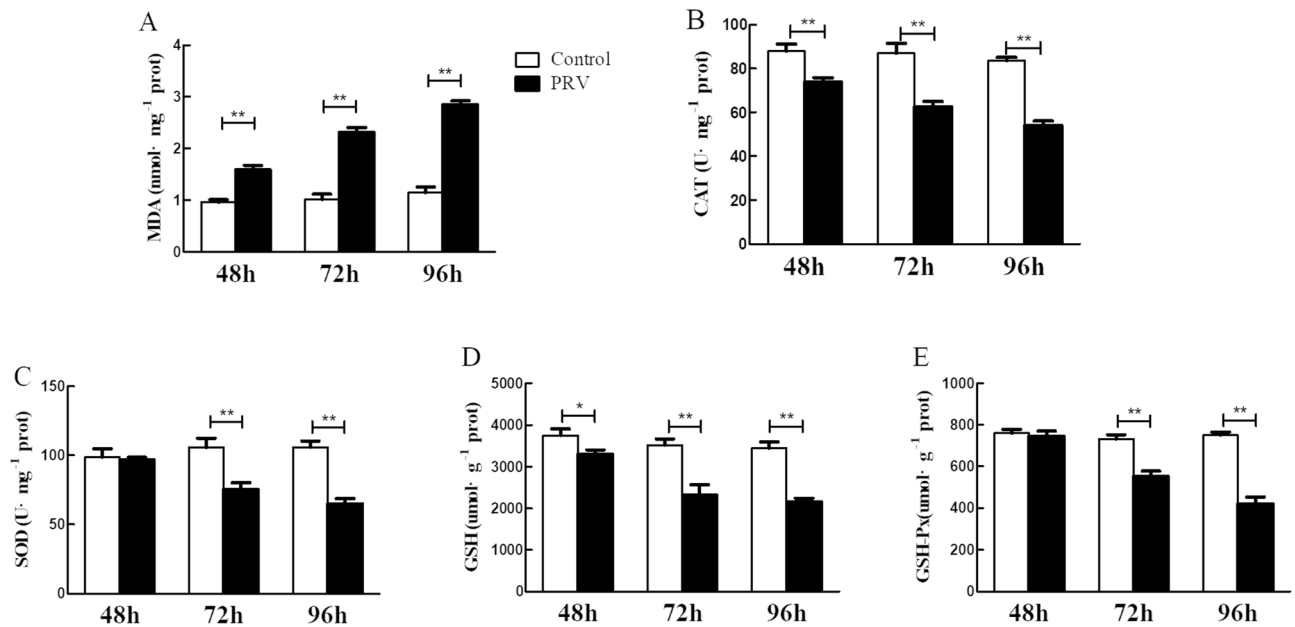 A
MDA (nmol· mg⁻¹ prot)
4
3
2
1
0
**
**
**
48h
72h
96h
Control
PRV
B
CAT (U· mg⁻¹ prot)
100
80
60
40
20
0
**
**
**
48h
72h
96h
C
SOD (U· mg⁻¹ prot)
150
100
50
0
**
**
48h
72h
96h
D
GSH (umol· g⁻¹ prot)
5000
4000
3000
2000
1000
0
*
**
**
48h
72h
96h
E
GSH-Px(umol· g⁻¹ prot)
1000
800
600
400
200
0
**
**
48h
72h
96h